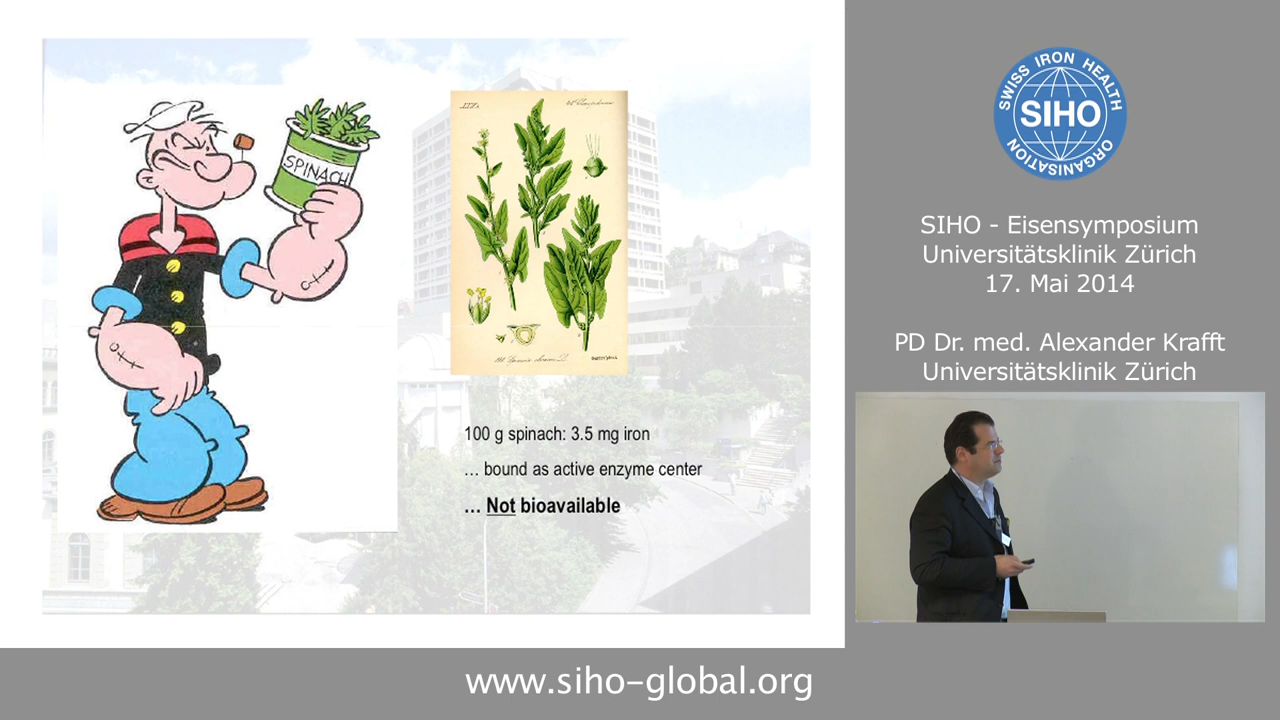 SPINACH
100 g spinach: 3.5 mg iron
… bound as active enzyme center
… Not bioavailable
SWISS IRON HEALTH
SIHO
ORGANISATION
SIHO - Eisensymposium
Universitätsklinik Zürich
17. Mai 2014
PD Dr. med. Alexander Krafft
Universitätsklinik Zürich
www.siho-global.org